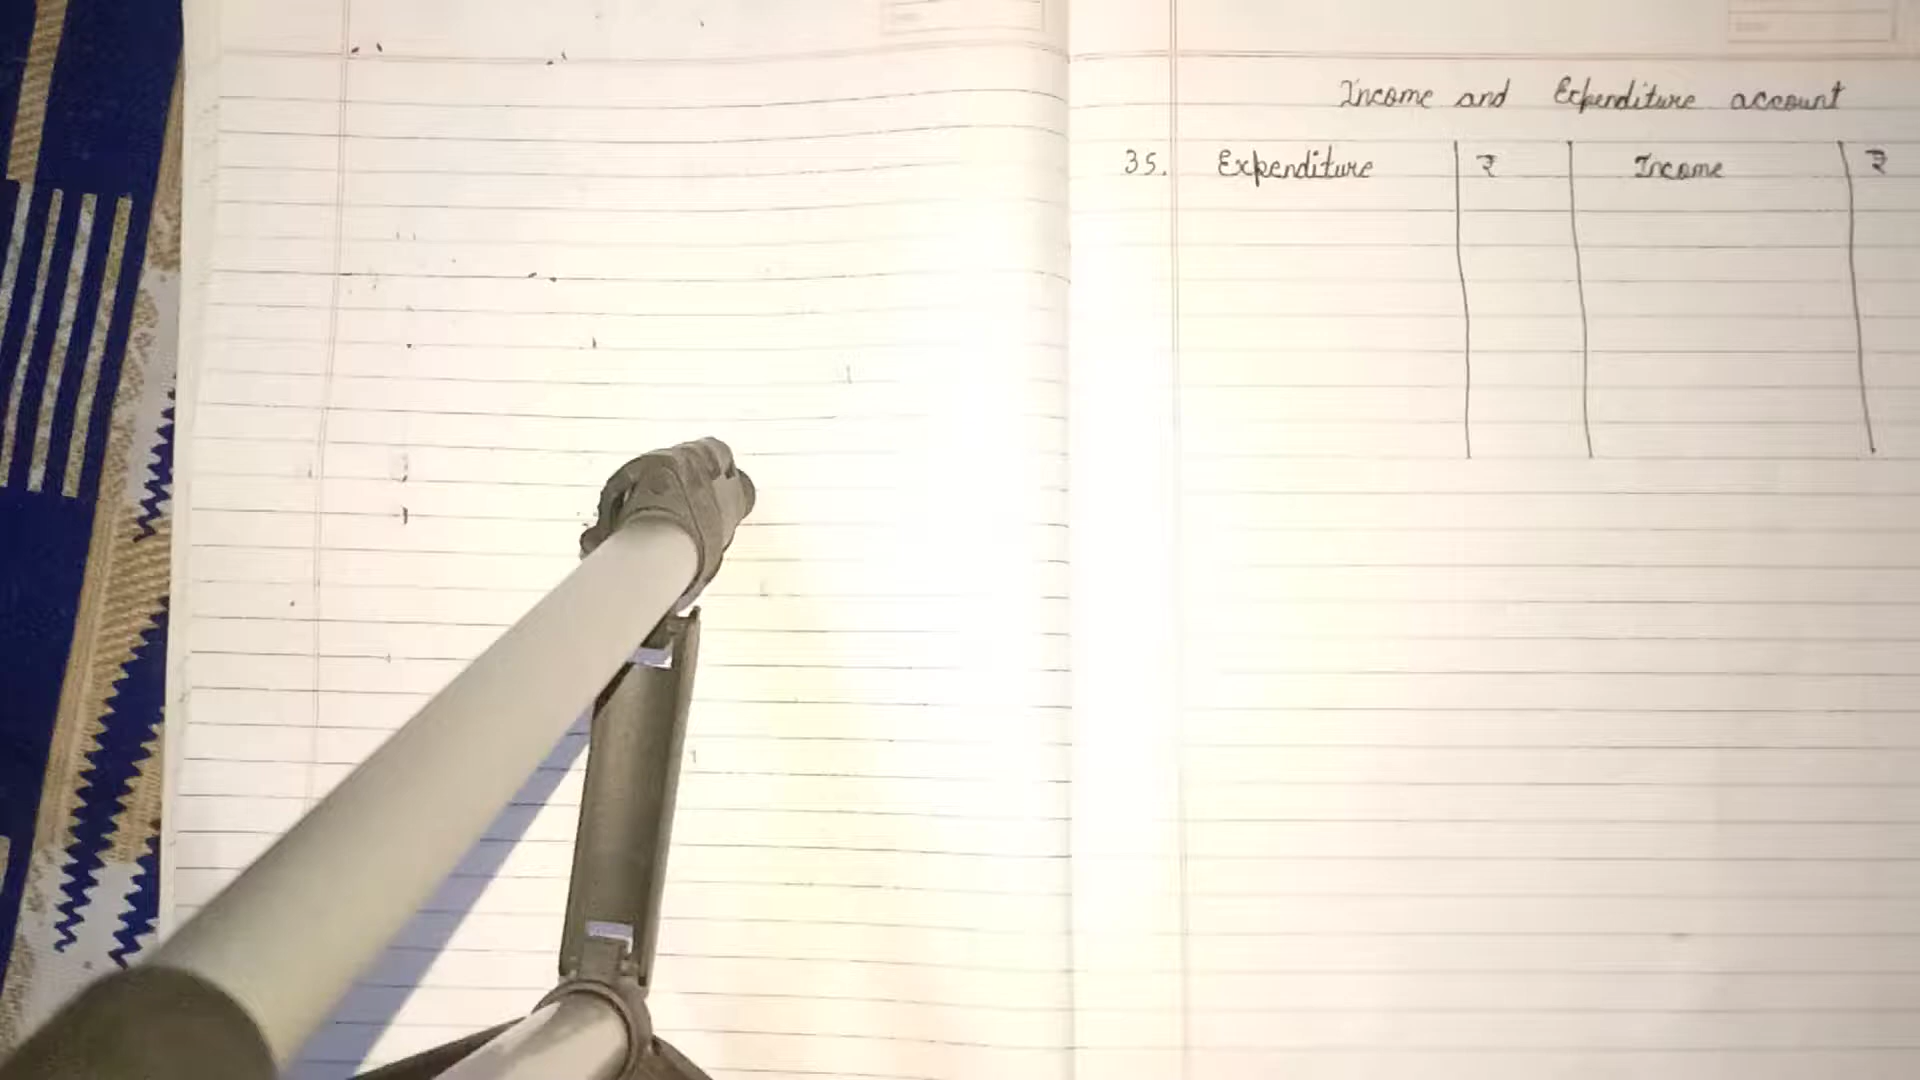 Income and Expenditure account
35. Expenditure ₹ Income ₹